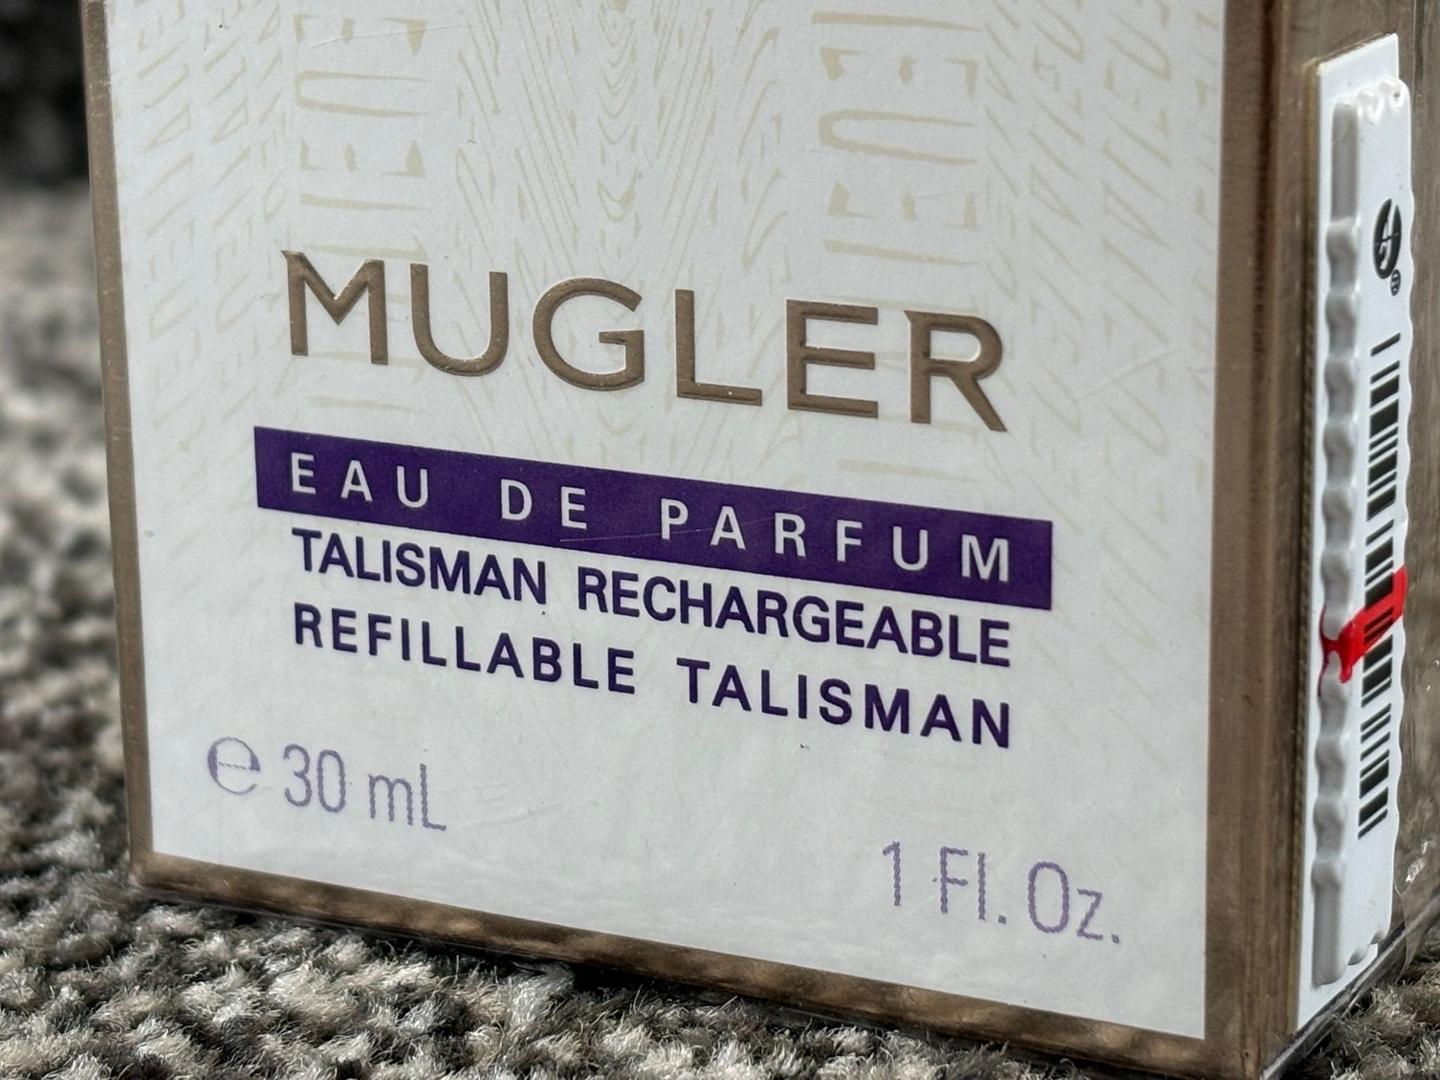 MUGLER
EAU DE PARFUM
TALISMAN RECHARGEABLE
REFILLABLE TALISMAN
℮ 30 mL
1 Fl. Oz.